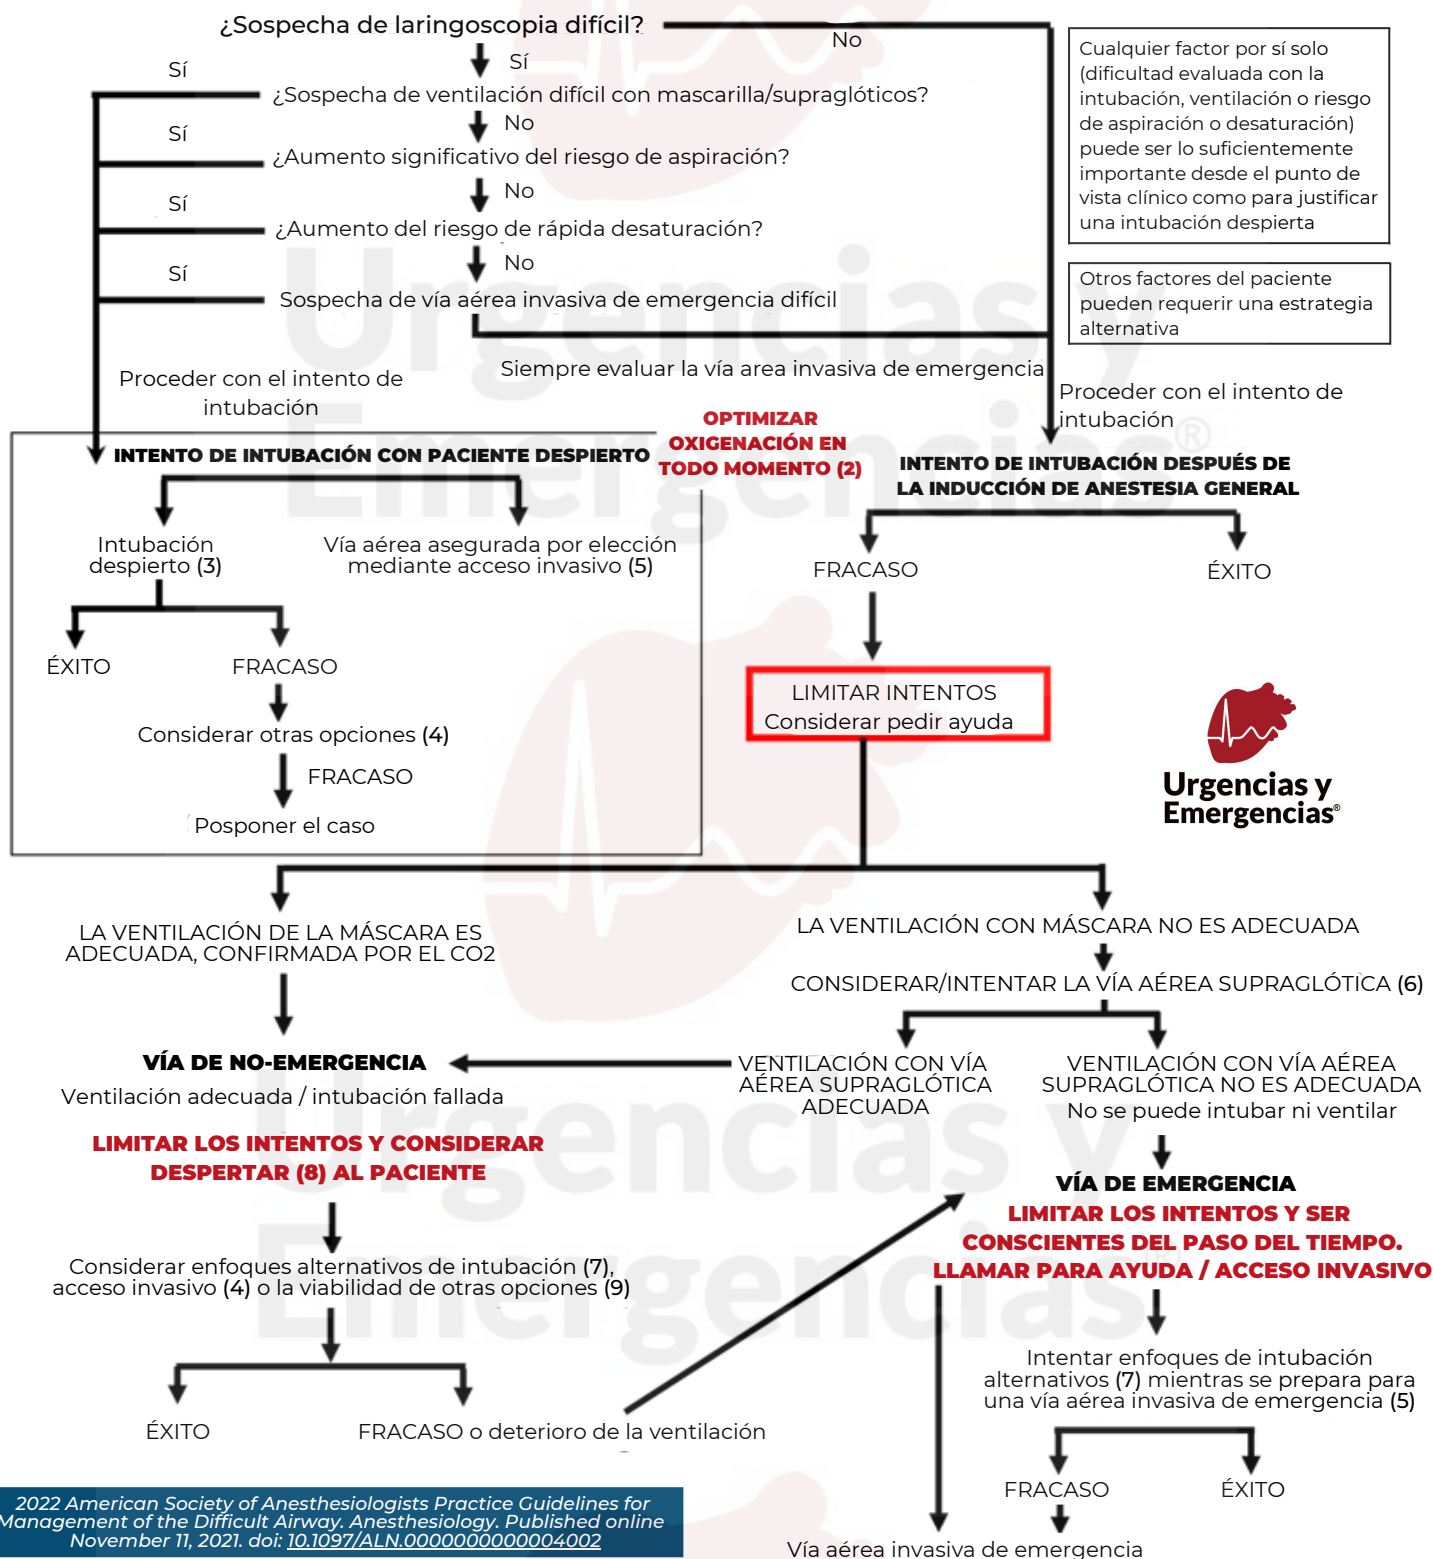 ¿Sospecha de laringoscopia difícil?
No
Sí
Sí
¿Sospecha de ventilación difícil con mascarilla/supraglóticos?
No
Sí
¿Aumento significativo del riesgo de aspiración?
No
Sí
¿Aumento del riesgo de rápida desaturación?
No
Sí
Sospecha de vía aérea invasiva de emergencia difícil
Cualquier factor por sí solo
(dificultad evaluada con la
intubación, ventilación o riesgo
de aspiración o desaturación)
puede ser lo suficientemente
importante desde el punto de
vista clínico como para justificar
una intubación despierta
Otros factores del paciente
pueden requerir una estrategia
alternativa
Siempre evaluar la vía area invasiva de emergencia
Proceder con el intento de
intubación
Proceder con el intento de
intubación
OPTIMIZAR
OXIGENACIÓN EN
TODO MOMENTO (2)
INTENTO DE INTUBACIÓN CON PACIENTE DESPIERTO
INTENTO DE INTUBACIÓN DESPUÉS DE
LA INDUCCIÓN DE ANESTESIA GENERAL
Intubación
despierto (3)
Vía aérea asegurada por elección
mediante acceso invasivo (5)
FRACASO
ÉXITO
ÉXITO
FRACASO
Considerar otras opciones (4)
FRACASO
Posponer el caso
LIMITAR INTENTOS
Considerar pedir ayuda
Urgencias y
Emergencias®
LA VENTILACIÓN DE LA MÁSCARA ES
ADECUADA, CONFIRMADA POR EL CO2
LA VENTILACIÓN CON MÁSCARA NO ES ADECUADA
CONSIDERAR/INTENTAR LA VÍA AÉREA SUPRAGLÓTICA (6)
VÍA DE NO-EMERGENCIA
Ventilación adecuada / intubación fallada
VENTILACIÓN CON VÍA
AÉREA SUPRAGLÓTICA
ADECUADA
VENTILACIÓN CON VÍA AÉREA
SUPRAGLÓTICA NO ES ADECUADA
No se puede intubar ni ventilar
LIMITAR LOS INTENTOS Y CONSIDERAR
DESPERTAR (8) AL PACIENTE
VÍA DE EMERGENCIA
LIMITAR LOS INTENTOS Y SER
CONSCIENTES DEL PASO DEL TIEMPO.
LLAMAR PARA AYUDA / ACCESO INVASIVO
Considerar enfoques alternativos de intubación (7),
acceso invasivo (4) o la viabilidad de otras opciones (9)
Intentar enfoques de intubación
alternativos (7) mientras se prepara para
una vía aérea invasiva de emergencia (5)
ÉXITO
FRACASO o deterioro de la ventilación
FRACASO
ÉXITO
Vía aérea invasiva de emergencia
2022 American Society of Anesthesiologists Practice Guidelines for
Management of the Difficult Airway. Anesthesiology. Published online
November 11, 2021. doi: 10.1097/ALN.0000000000004002
Urgencias y
Emergencias®
Urgencias y
Emergencias®